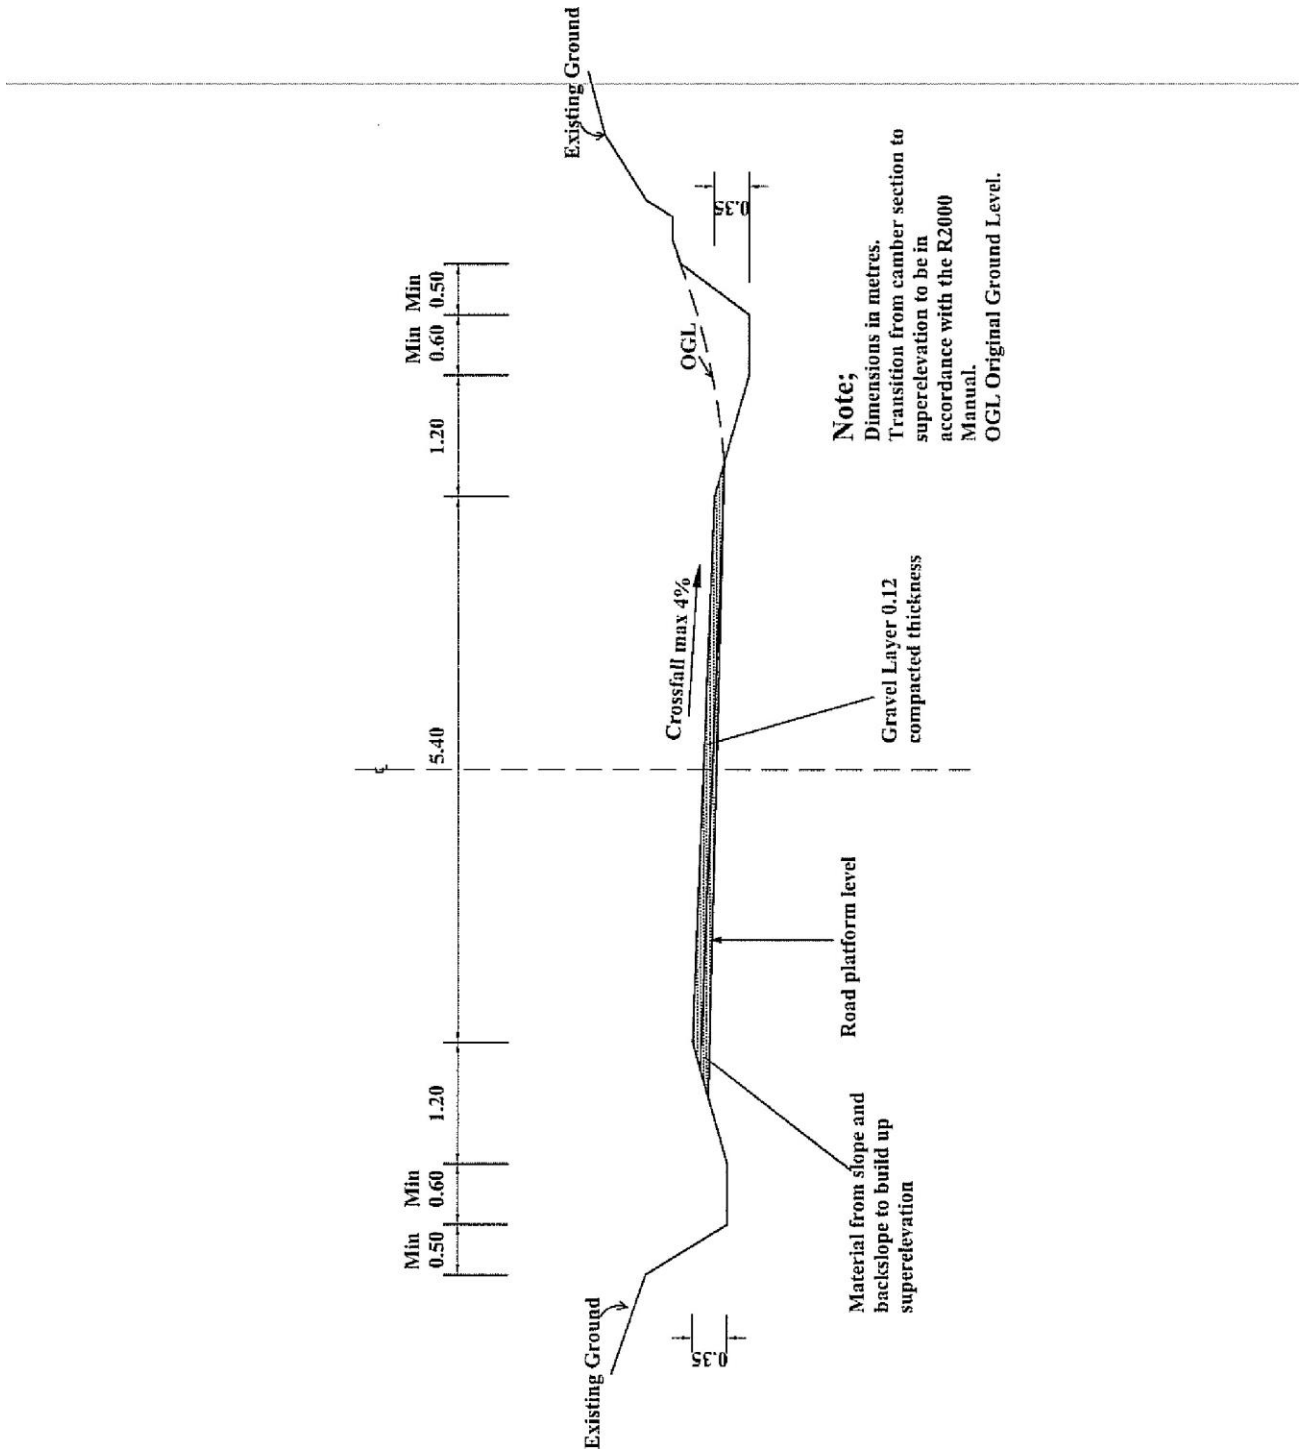 Min Min
0.50 0.60
1.20
5.40
1.20
Min Min
0.60 0.50
Existing Ground
Existing Ground
OGL
Crossfall max 4%
0.35
0.35
Material from slope and
backslope to build up
superelevation
Road platform level
Gravel Layer 0.12
compacted thickness
Note;
Dimensions in metres.
Transition from camber section to
superelevation to be in
accordance with the R2000
Manual.
OGL Original Ground Level.